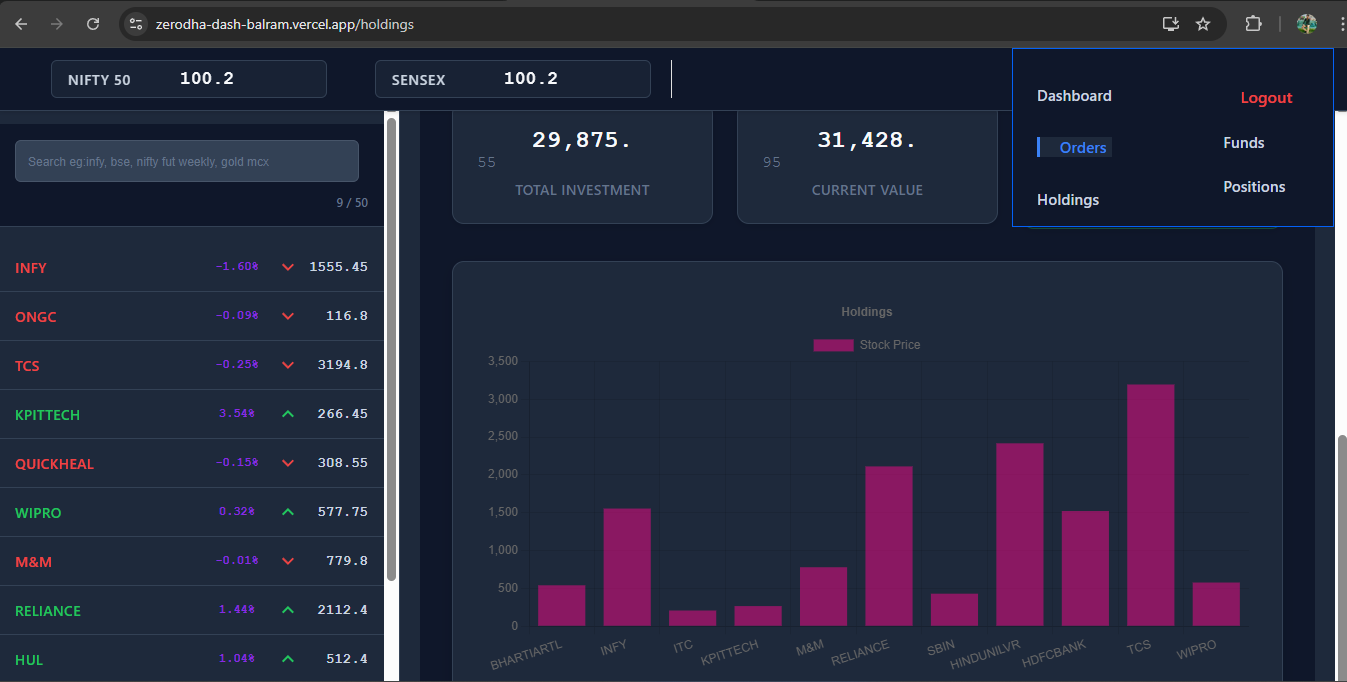 zerodha-dash-balram.vercel.app/holdings
NIFTY 50 100.2
SENSEX 100.2
Dashboard
Logout
Orders
Funds
Holdings
Positions
Search eg:infy, bse, nifty fut weekly, gold mcx
9 / 50
INFY -1.60% 1555.45
ONGC -0.09% 116.8
TCS -0.25% 3194.8
KPITTECH 3.54% 266.45
QUICKHEAL -0.15% 308.55
WIPRO 0.32% 577.75
M&M -0.01% 779.8
RELIANCE 1.44% 2112.4
HUL 1.04% 512.4
29,875.
55
TOTAL INVESTMENT
31,428.
95
CURRENT VALUE
Holdings
Stock Price
3,500
3,000
2,500
2,000
1,500
1,000
500
0
BHARTIARTL
INFY
ITC
KPITTECH
M&M
RELIANCE
SBIN
HINDUNILVR
HDFCBANK
TCS
WIPRO